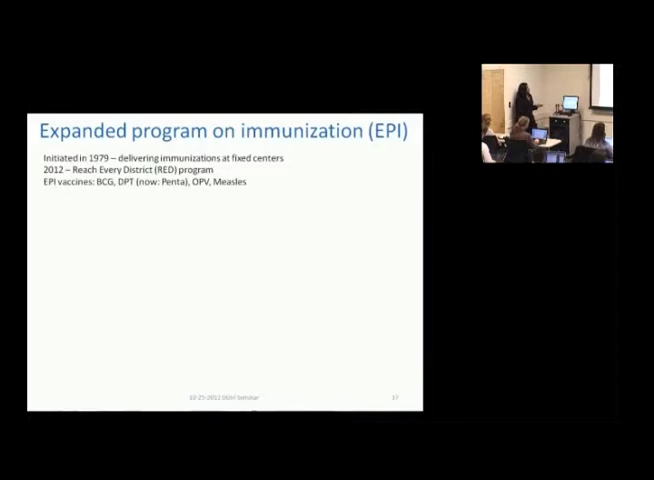 Expanded program on immunization (EPI)
Initiated in 1979 – delivering immunizations at fixed centers
2012 – Reach Every District (RED) program
EPI vaccines: BCG, DPT (now: Penta), OPV, Measles
10-25-2012 DGH Seminar
37